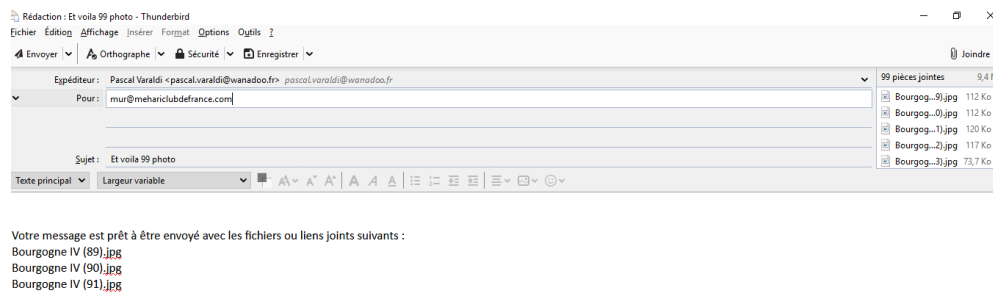 Rédaction : Et voila 99 photo - Thunderbird
Fichier Édition Affichage Insérer Format Options Outils ?
Envoyer Orthographe Sécurité Enregistrer Joindre
Expéditeur : Pascal Varaldi <pascal.varaldi@wanadoo.fr> pascal.varaldi@wanadoo.fr 99 pièces jointes 9,4 M
Pour : mur@mehariclubdefrance.com Bourgog...9).jpg 112 Ko
Bourgog...0).jpg 112 Ko
Bourgog...1).jpg 120 Ko
Bourgog...2).jpg 117 Ko
Sujet : Et voila 99 photo Bourgog...3).jpg 73,7 Ko
Texte principal Largeur variable
Votre message est prêt à être envoyé avec les fichiers ou liens joints suivants :
Bourgogne IV (89).jpg
Bourgogne IV (90).jpg
Bourgogne IV (91).jpg